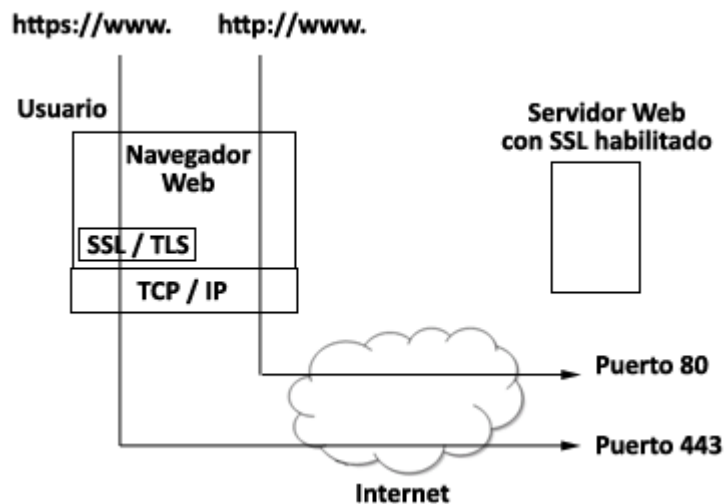 https://www.
http://www.
Usuario
Navegador
Web
SSL / TLS
TCP / IP
Servidor Web
con SSL habilitado
Puerto 80
Puerto 443
Internet